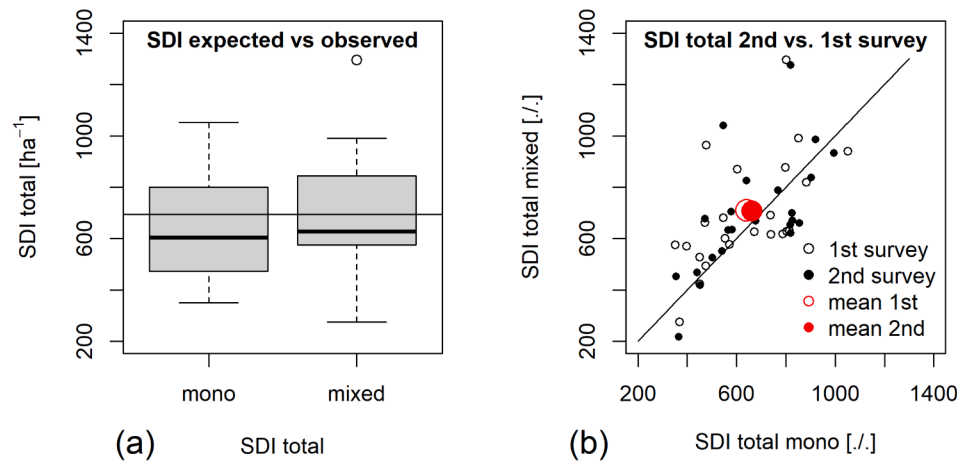 SDI expected vs observed
SDI total [ha⁻¹]
1400
1000
600
200
mono mixed
(a) SDI total
SDI total 2nd vs. 1st survey
SDI total mixed [./.]
1400
1000
600
200
1st survey
2nd survey
mean 1st
mean 2nd
200 600 1000 1400
(b) SDI total mono [./.]